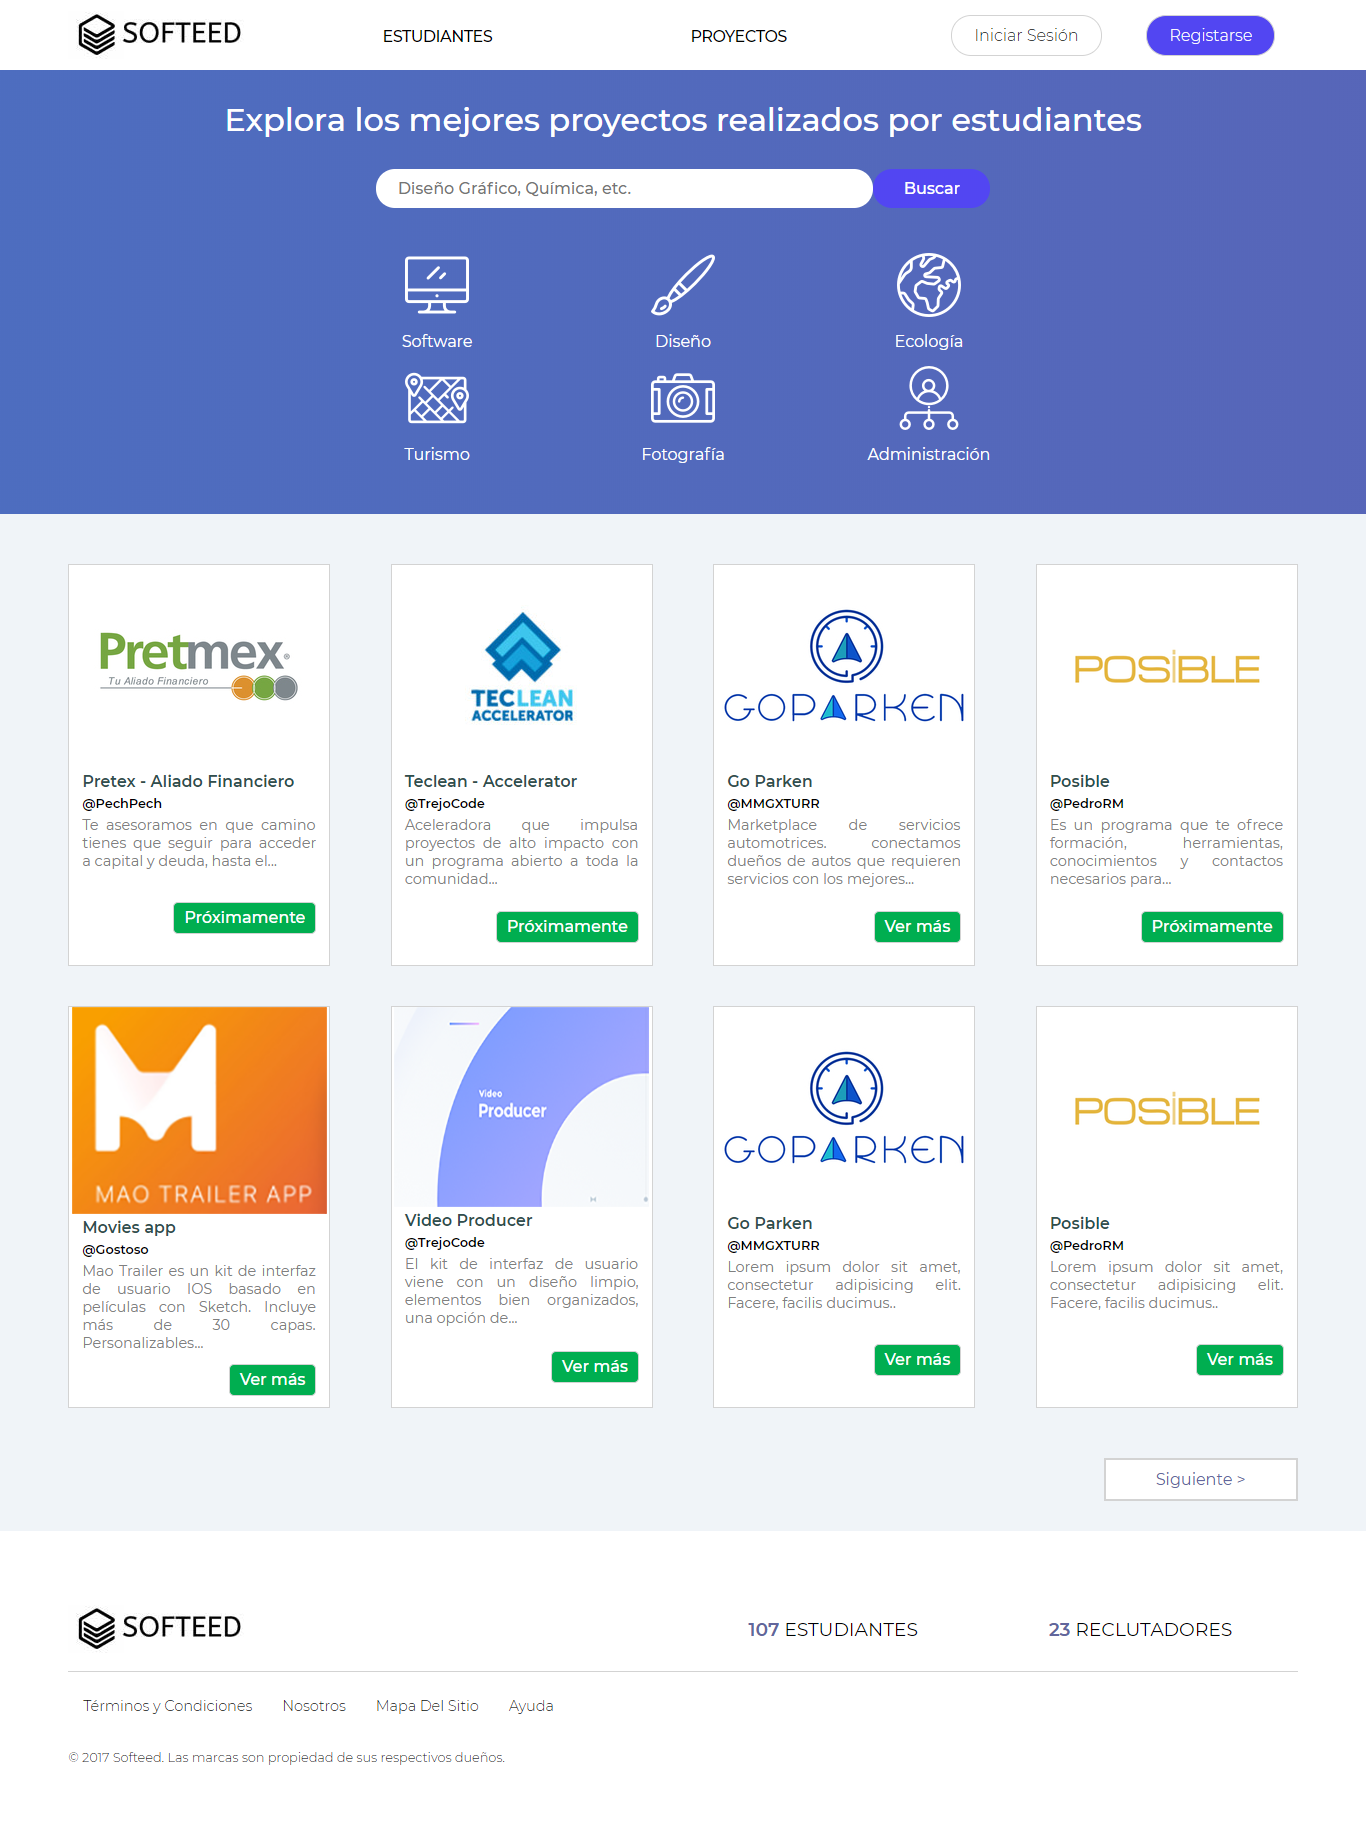 SOFTEED
ESTUDIANTES
PROYECTOS
Iniciar Sesión
Registarse
Explora los mejores proyectos realizados por estudiantes
Diseño Gráfico, Química, etc.
Buscar
Software
Diseño
Ecología
Turismo
Fotografía
Administración
Pretmex®
Tu Aliado Financiero
Pretex - Aliado Financiero
@PechPech
Te asesoramos en que camino
tienes que seguir para acceder
a capital y deuda, hasta el...
Próximamente
TECLEAN
ACCELERATOR
Teclean - Accelerator
@TrejoCode
Aceleradora que impulsa
proyectos de alto impacto con
un programa abierto a toda la
comunidad...
Próximamente
GOPARKEN
Go Parken
@MMGXTURR
Marketplace de servicios
automotrices. conectamos
dueños de autos que requieren
servicios con los mejores...
Ver más
POSiBLE
Posible
@PedroRM
Es un programa que te ofrece
formación, herramientas,
conocimientos y contactos
necesarios para...
Próximamente
MAO TRAILER APP
Movies app
@Gostoso
Mao Trailer es un kit de interfaz
de usuario IOS basado en
películas con Sketch. Incluye
más de 30 capas.
Personalizables...
Ver más
Video
Producer
Video Producer
@TrejoCode
El kit de interfaz de usuario
viene con un diseño limpio,
elementos bien organizados,
una opción de...
Ver más
GOPARKEN
Go Parken
@MMGXTURR
Lorem ipsum dolor sit amet,
consectetur adipisicing elit.
Facere, facilis ducimus..
Ver más
POSiBLE
Posible
@PedroRM
Lorem ipsum dolor sit amet,
consectetur adipisicing elit.
Facere, facilis ducimus..
Ver más
Siguiente >
SOFTEED
107 ESTUDIANTES
23 RECLUTADORES
Términos y Condiciones
Nosotros
Mapa Del Sitio
Ayuda
© 2017 Softeed. Las marcas son propiedad de sus respectivos dueños.